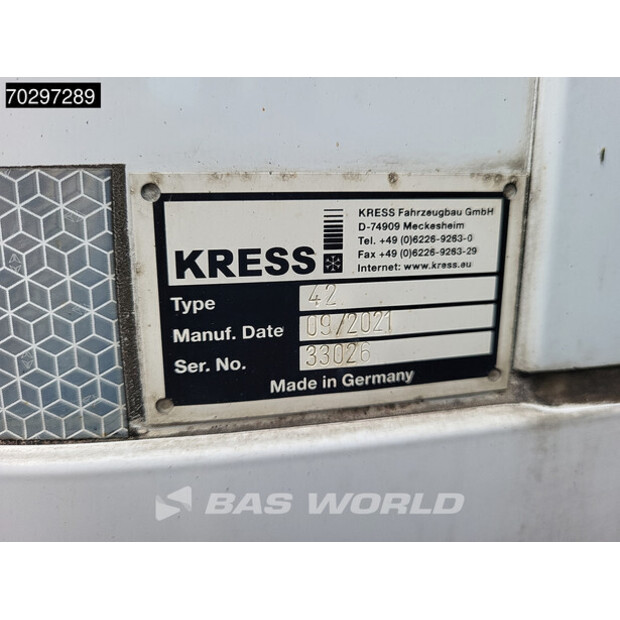 70297289
KRESS
KRESS Fahrzeugbau GmbH
D-74909 Meckesheim
Tel. +49 (0)6226-9263-0
Fax +49 (0)6226-9263-29
Internet: www.kress.eu
Type 42
Manuf. Date 09/2021
Ser. No. 33026
Made in Germany
BAS WORLD